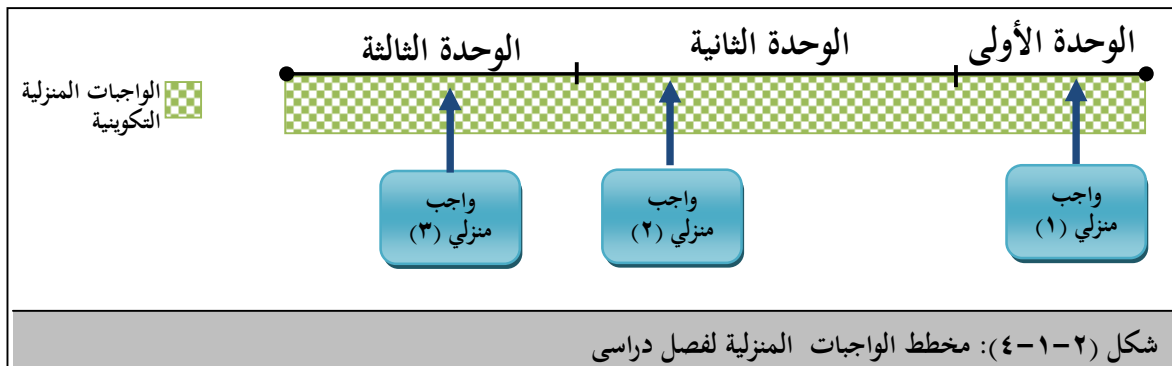 الوحدة الأولى
الوحدة الثانية
الوحدة الثالثة
الواجبات المنزلية
التكوينية
واجب
منزلي (١)
واجب
منزلي (٢)
واجب
منزلي (٣)
شكل (٢-١-٤): مخطط الواجبات المنزلية لفصل دراسي